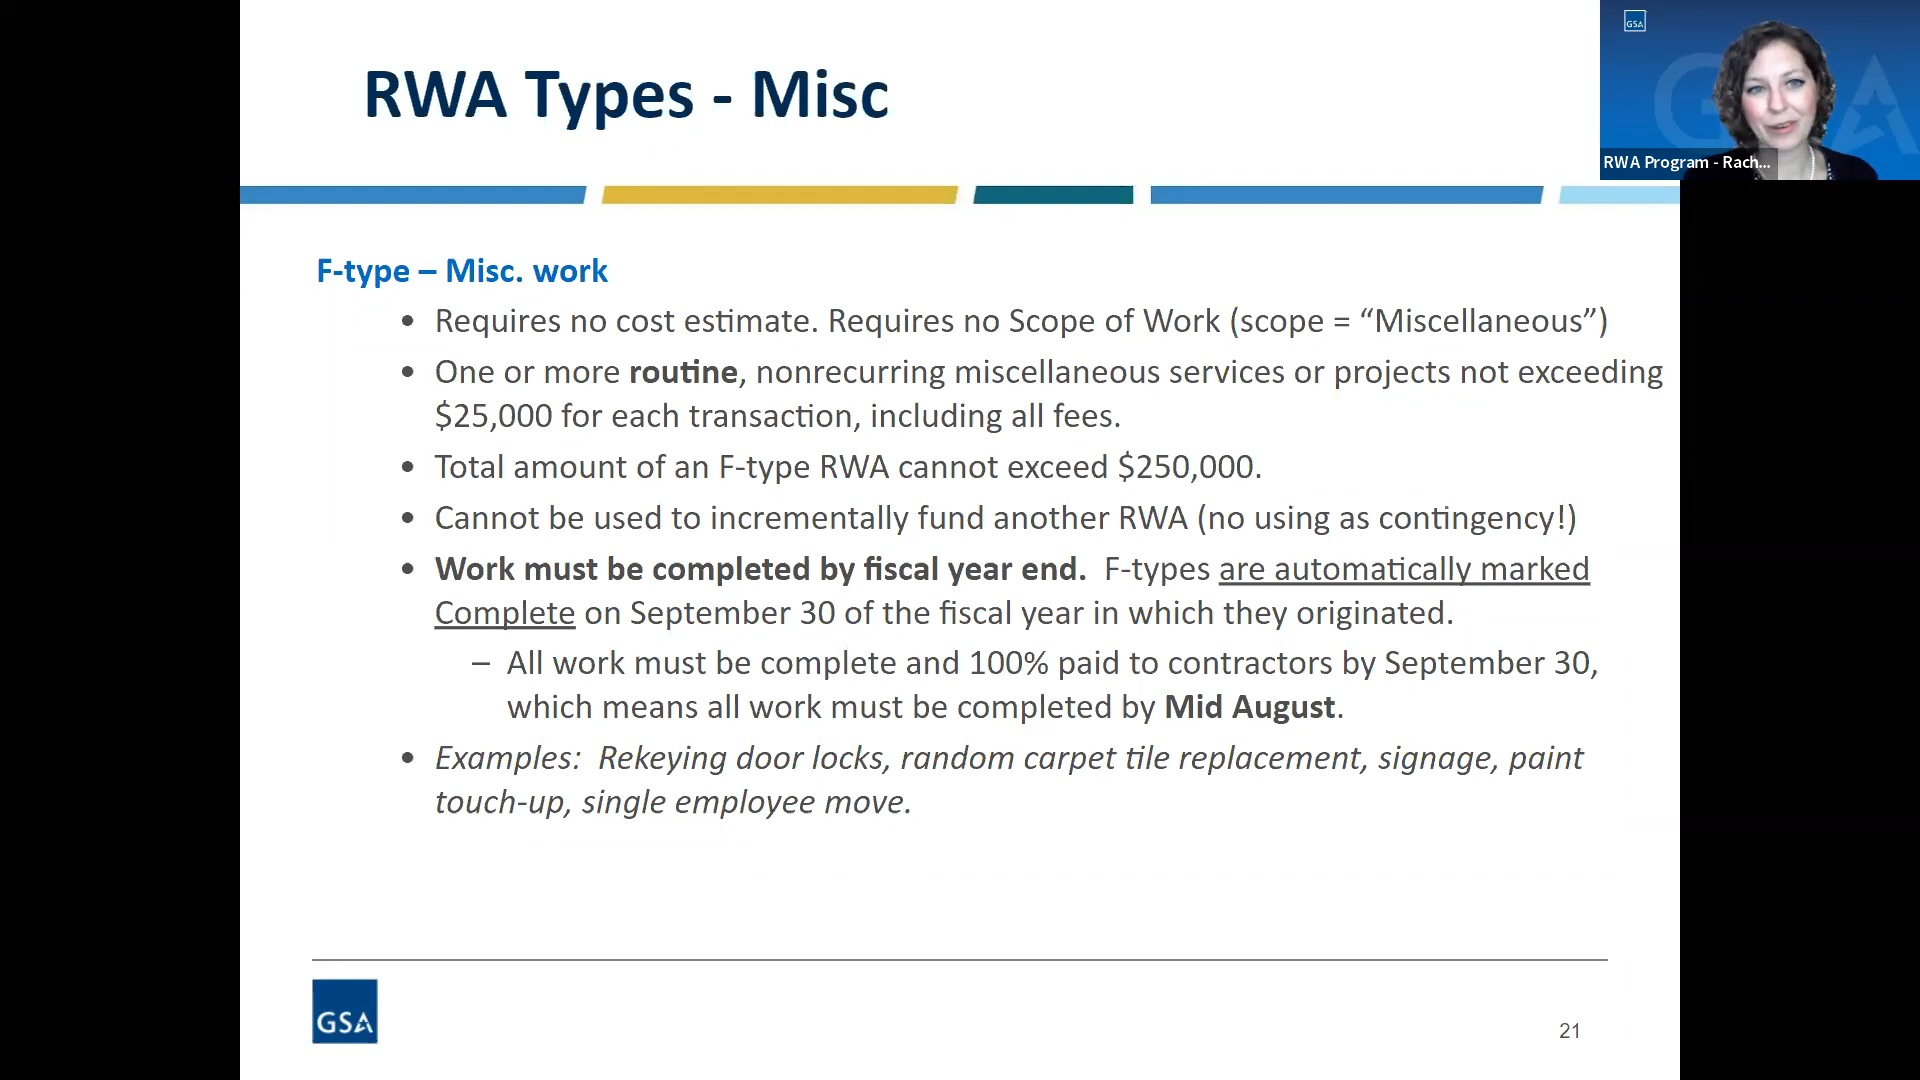 RWA Types - Misc
GSA
RWA Program - Rach...
F-type – Misc. work
• Requires no cost estimate. Requires no Scope of Work (scope = “Miscellaneous”)
• One or more routine, nonrecurring miscellaneous services or projects not exceeding
$25,000 for each transaction, including all fees.
• Total amount of an F-type RWA cannot exceed $250,000.
• Cannot be used to incrementally fund another RWA (no using as contingency!)
• Work must be completed by fiscal year end. F-types are automatically marked
Complete on September 30 of the fiscal year in which they originated.
– All work must be complete and 100% paid to contractors by September 30,
which means all work must be completed by Mid August.
• Examples: Rekeying door locks, random carpet tile replacement, signage, paint
touch-up, single employee move.
GSA
21